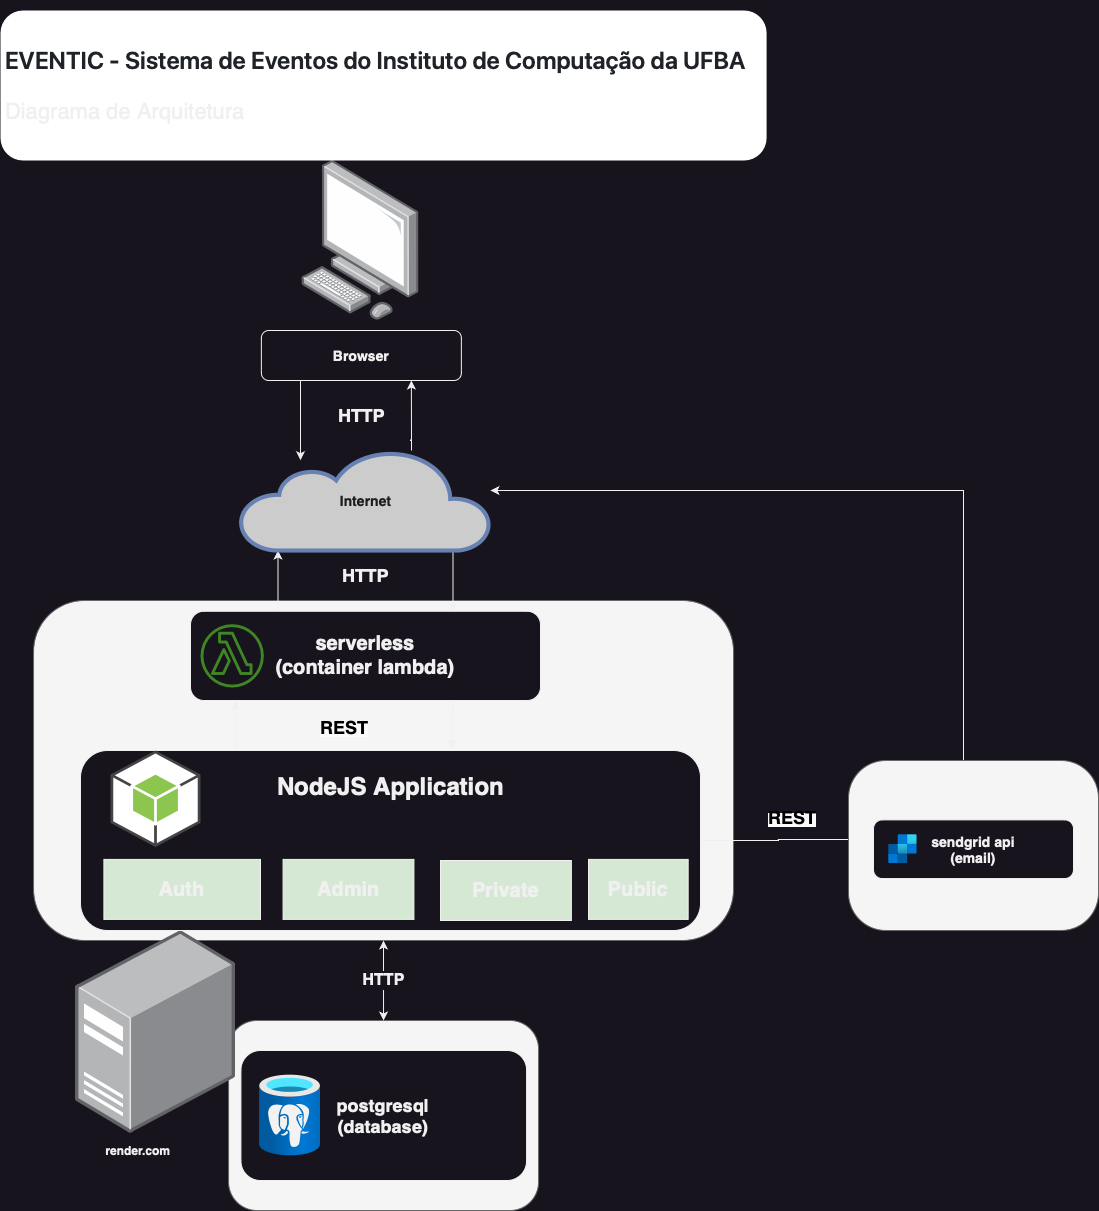 EVENTIC - Sistema de Eventos do Instituto de Computação da UFBA
Diagrama de Arquitetura
Browser
HTTP
Internet
HTTP
serverless
(container lambda)
REST
NodeJS Application
Auth
Admin
Private
Public
REST
sendgrid api
(email)
HTTP
postgresql
(database)
render.com